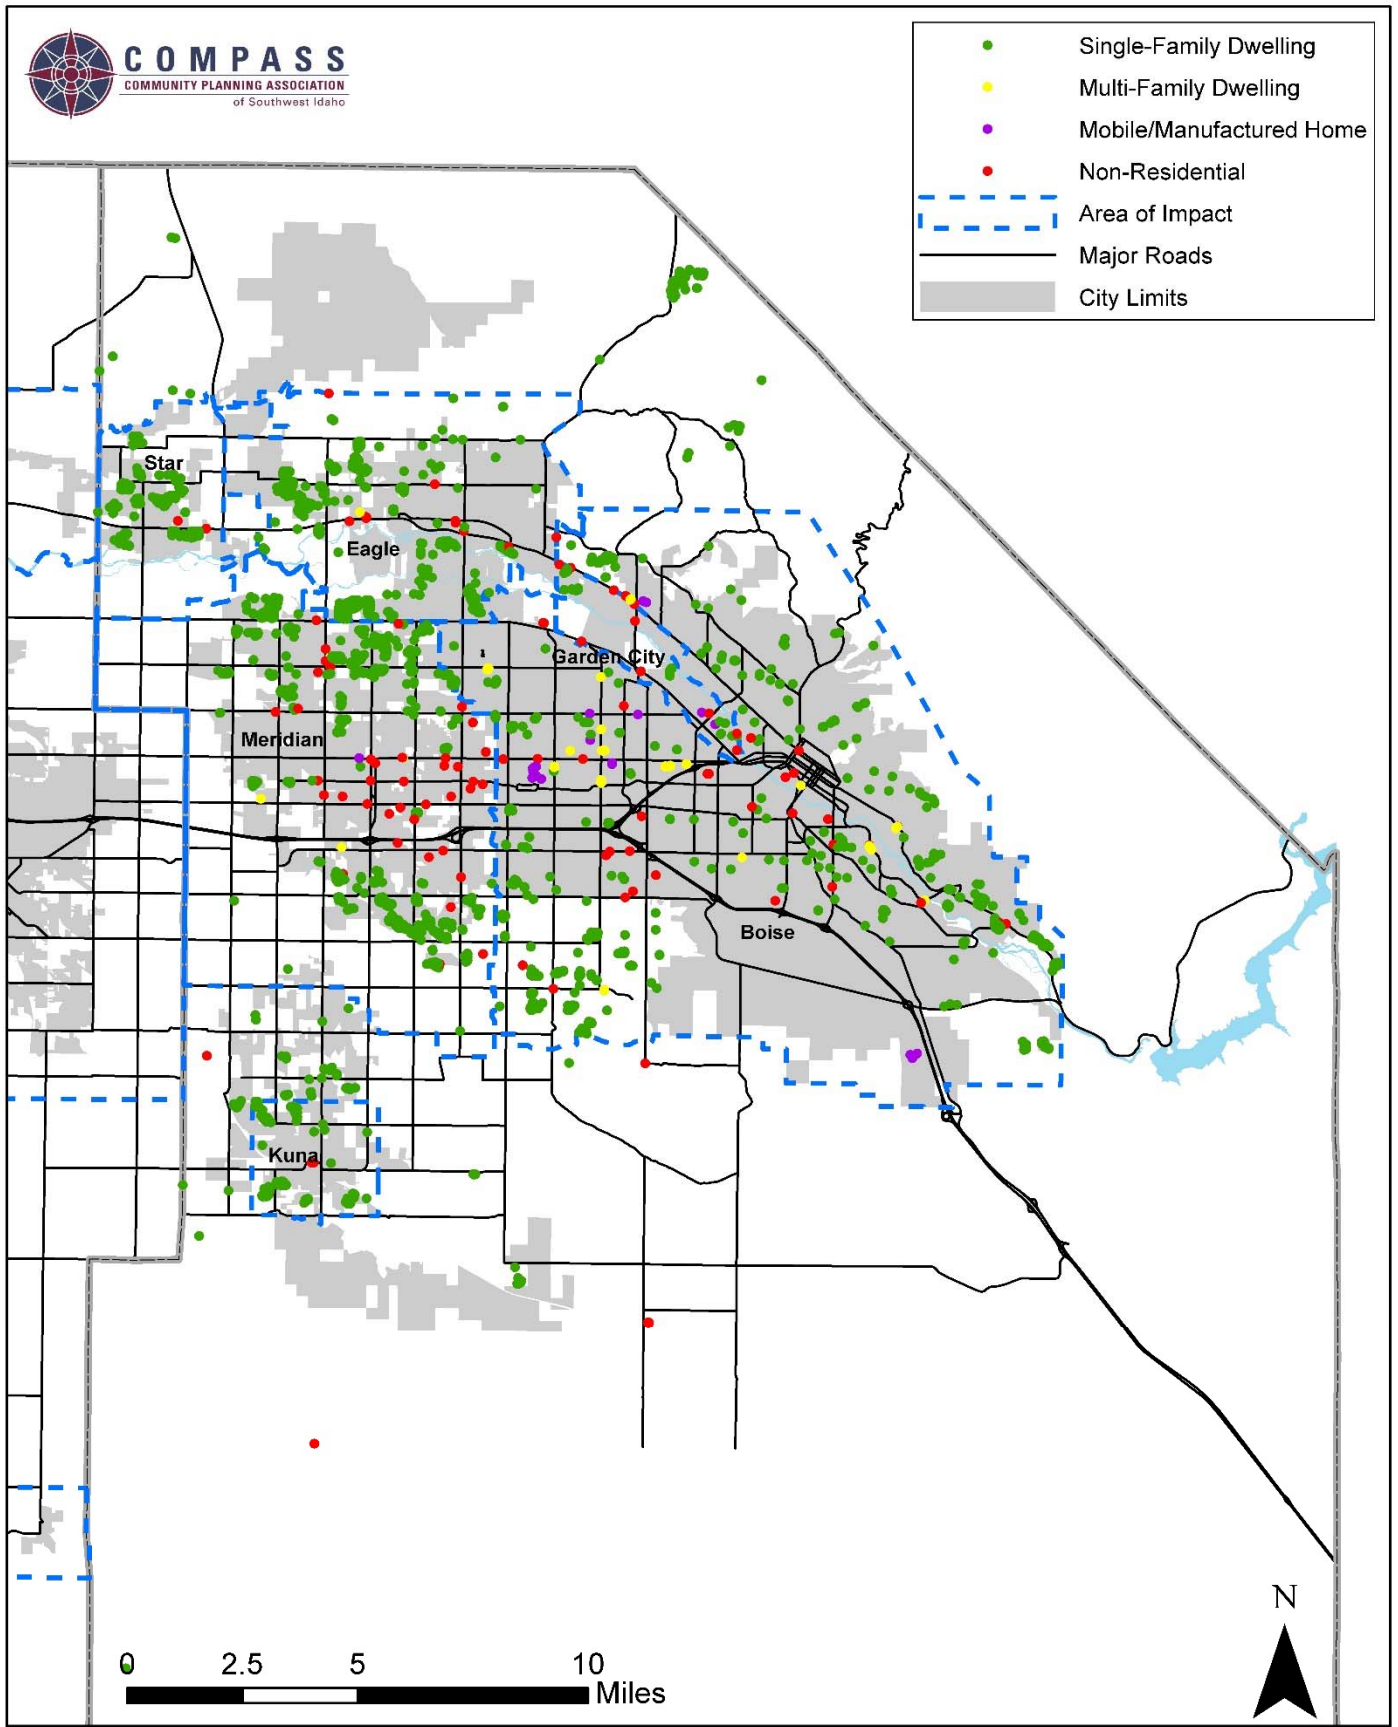 COMPASS
COMMUNITY PLANNING ASSOCIATION
of Southwest Idaho
Single-Family Dwelling
Multi-Family Dwelling
Mobile/Manufactured Home
Non-Residential
Area of Impact
Major Roads
City Limits
Star
Eagle
1
Garden City
Meridian
Boise
Kuna
N
0 2.5 5 10
Miles